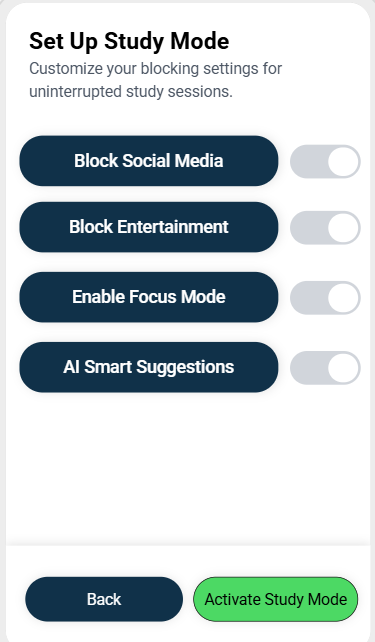 Set Up Study Mode
Customize your blocking settings for
uninterrupted study sessions.
Block Social Media
Block Entertainment
Enable Focus Mode
AI Smart Suggestions
Back
Activate Study Mode